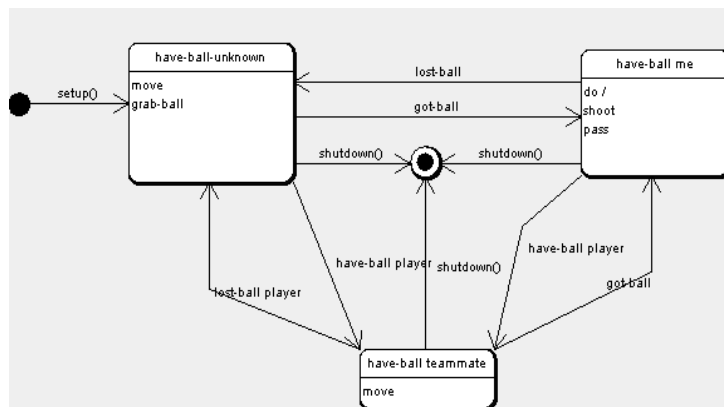 have-ball-unknown
move
grab-ball
setup()
lost-ball
got-ball
have-ball me
do /
shoot
pass
shutdown()
shutdown()
have-ball player
shutdown()
have-ball player
lost-ball player
got-ball
have-ball teammate
move